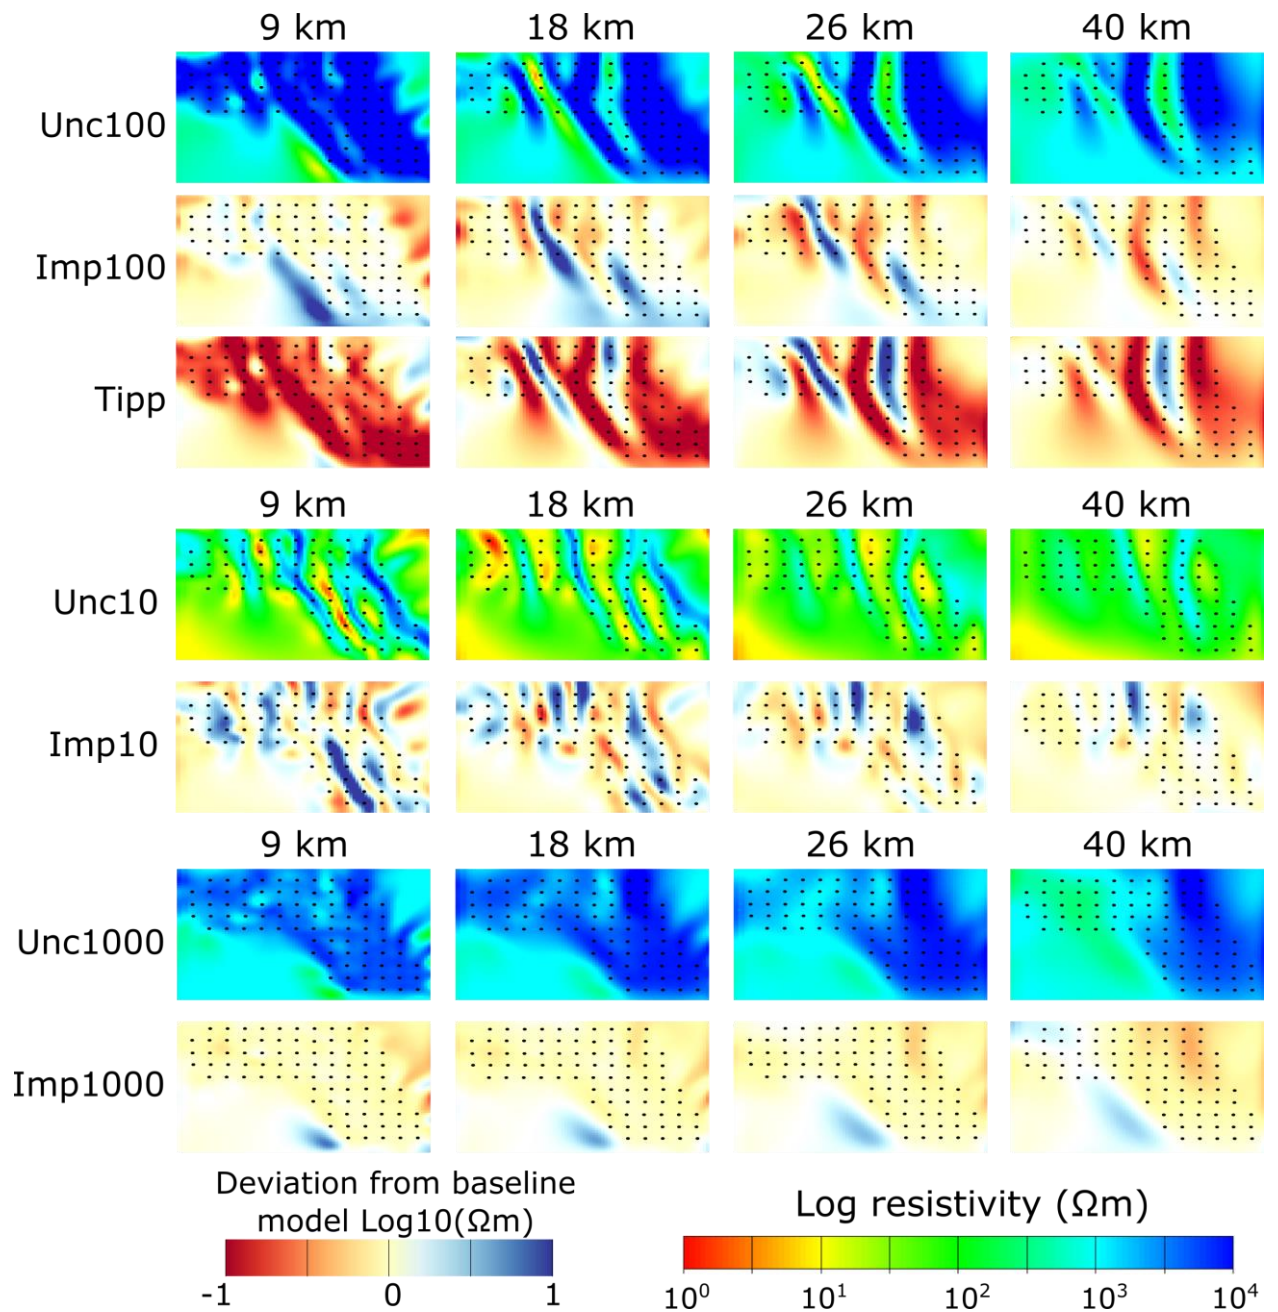 9 km 18 km 26 km 40 km
Unc100
Imp100
Tipp
9 km 18 km 26 km 40 km
Unc10
Imp10
9 km 18 km 26 km 40 km
Unc1000
Imp1000
Deviation from baseline
model Log10(Ωm)
-1 0 1
Log resistivity (Ωm)
10⁰ 10¹ 10² 10³ 10⁴